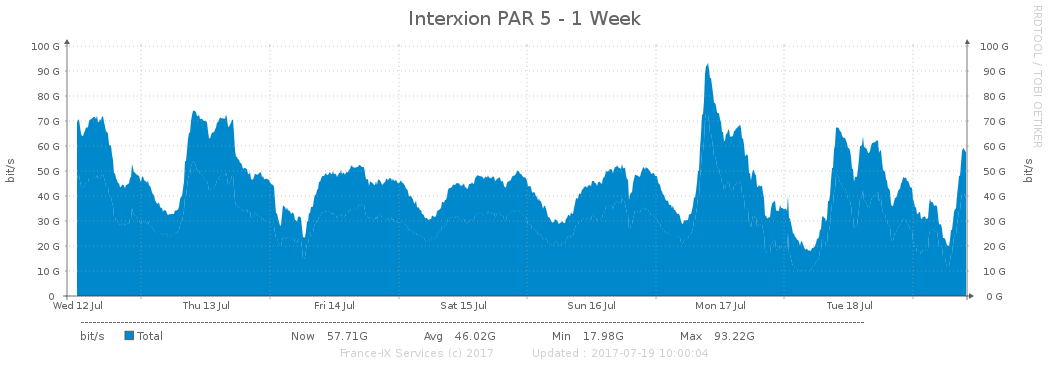 Interxion PAR 5 - 1 Week
RRDTOOL / TOBI OETIKER
100 G 100 G
90 G 90 G
80 G 80 G
70 G 70 G
60 G 60 G
50 G 50 G
40 G 40 G
30 G 30 G
20 G 20 G
10 G 10 G
0 0 G
bit/s bit/s
Wed 12 Jul Thu 13 Jul Fri 14 Jul Sat 15 Jul Sun 16 Jul Mon 17 Jul Tue 18 Jul
bit/s Total Now 57.71G Avg 46.02G Min 17.98G Max 93.22G
France-IX Services (c) 2017 Updated : 2017-07-19 10:00:04